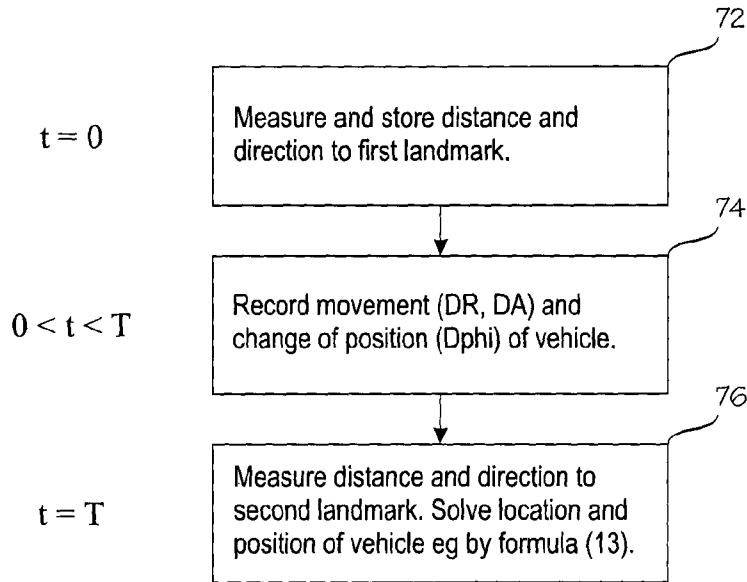 72
t = 0
Measure and store distance and
direction to first landmark.
74
0 < t < T
Record movement (DR, DA) and
change of position (Dphi) of vehicle.
76
t = T
Measure distance and direction to
second landmark. Solve location and
position of vehicle eg by formula (13).